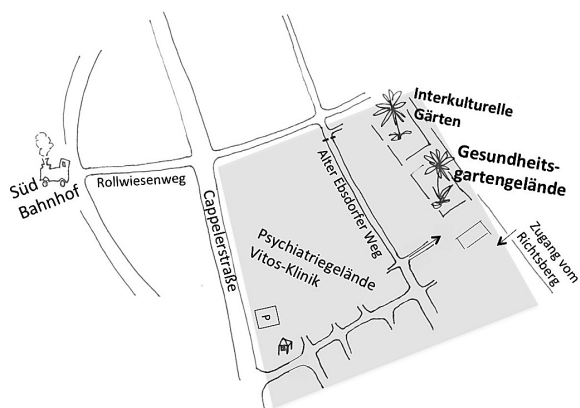 Interkulturelle
Gärten
Gesundheits-
gartengelände
Süd
Bahnhof
Rollwiesenweg
Cappelerstraße
Alter Ebsdorfer Weg
Psychiatriegelände
Vitos-Klinik
Zugang vom
Richtsberg
P